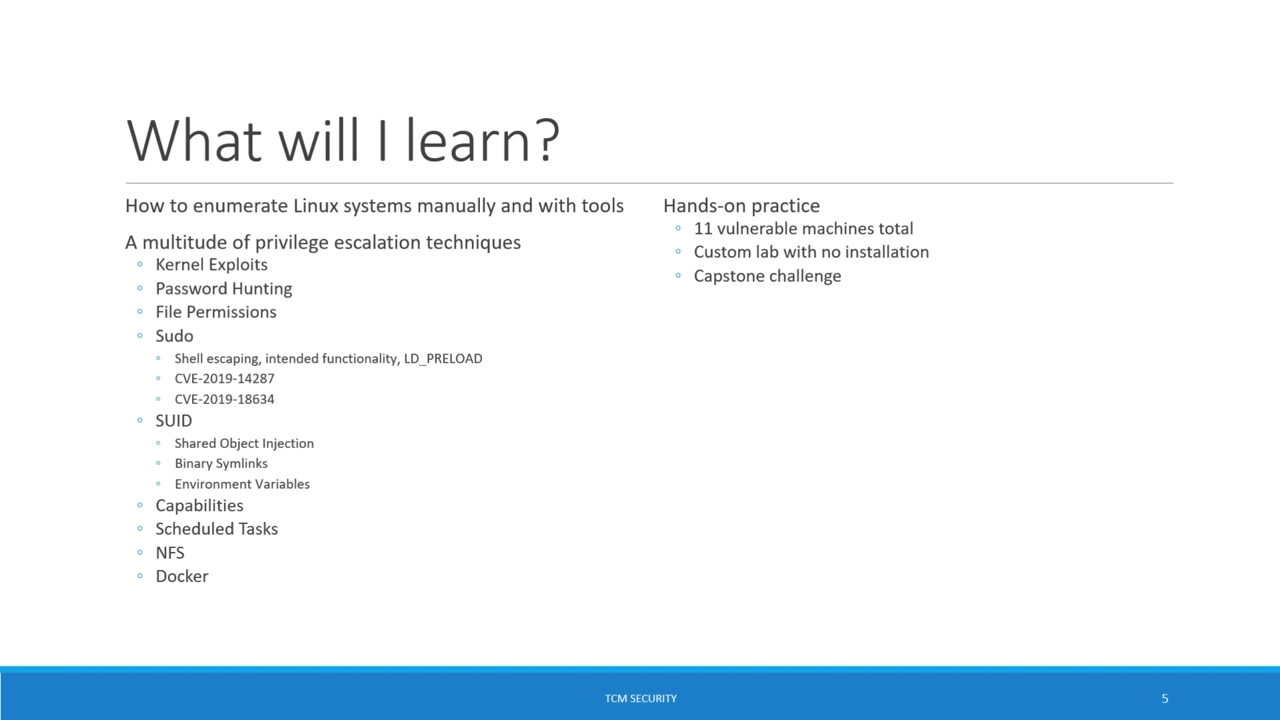 What will I learn?
How to enumerate Linux systems manually and with tools
A multitude of privilege escalation techniques
Kernel Exploits
Password Hunting
File Permissions
Sudo
Shell escaping, intended functionality, LD_PRELOAD
CVE-2019-14287
CVE-2019-18634
SUID
Shared Object Injection
Binary Symlinks
Environment Variables
Capabilities
Scheduled Tasks
NFS
Docker
Hands-on practice
11 vulnerable machines total
Custom lab with no installation
Capstone challenge
TCM SECURITY
5